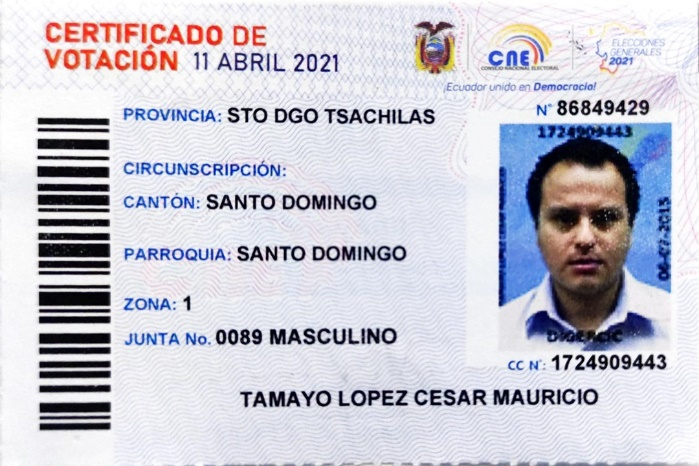 CERTIFICADO DE
VOTACIÓN 11 ABRIL 2021
CNE
CONSEJO NACIONAL ELECTORAL
ELECCIONES
GENERALES
2021
Ecuador unido en Democracia!
PROVINCIA: STO DGO TSACHILAS
N° 86849429
1724909443
CIRCUNSCRIPCIÓN:
CANTÓN: SANTO DOMINGO
06-07-2015
PARROQUIA: SANTO DOMINGO
ZONA: 1
JUNTA No. 0089 MASCULINO
DIGERCIC
CC N°: 1724909443
TAMAYO LOPEZ CESAR MAURICIO